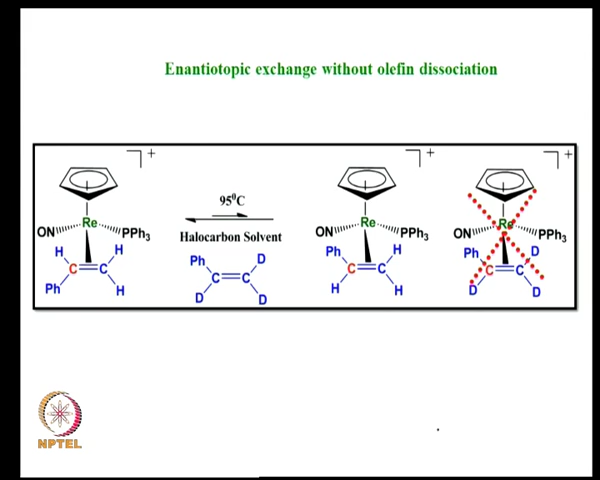 Enantiotopic exchange without olefin dissociation
+
+
+
Re
ON
PPh3
H
H
C
C
Ph
H
95⁰C
Halocarbon Solvent
Ph
D
C
C
D
D
Re
ON
PPh3
Ph
H
C
C
H
H
Re
ON
PPh3
Ph
D
C
C
D
D
NPTEL